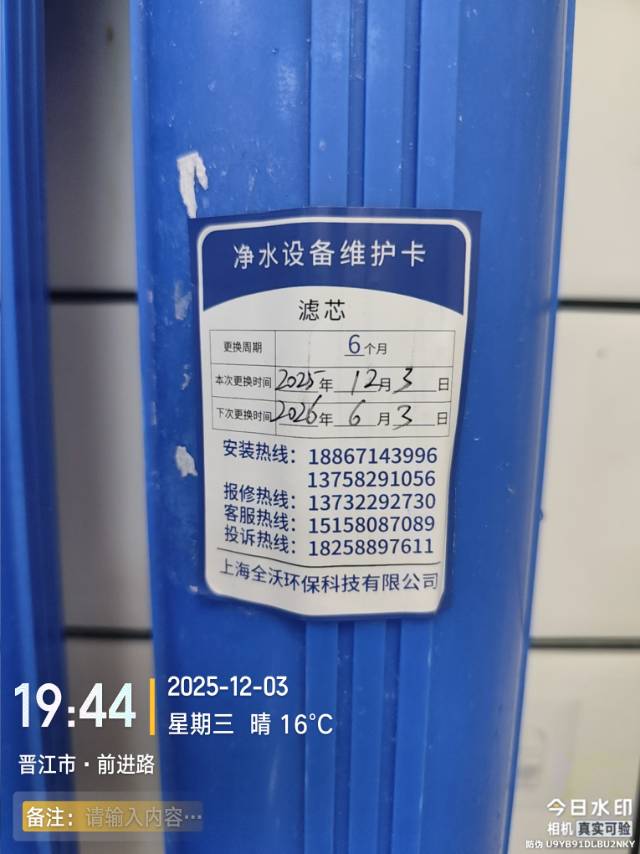 净水设备维护卡
滤芯
更换周期 6个月
本次更换时间 2025年 12月 3日
下次更换时间 2026年 6月 3日
安装热线：18867143996
13758291056
报修热线：13732292730
客服热线：15158087089
投诉热线：18258897611
上海全沃环保科技有限公司
19:44
2025-12-03
星期三 晴 16℃
晋江市·前进路
备注：请输入内容…
今日水印
相机 真实可验
防伪 U9YB91DLBU2NKY